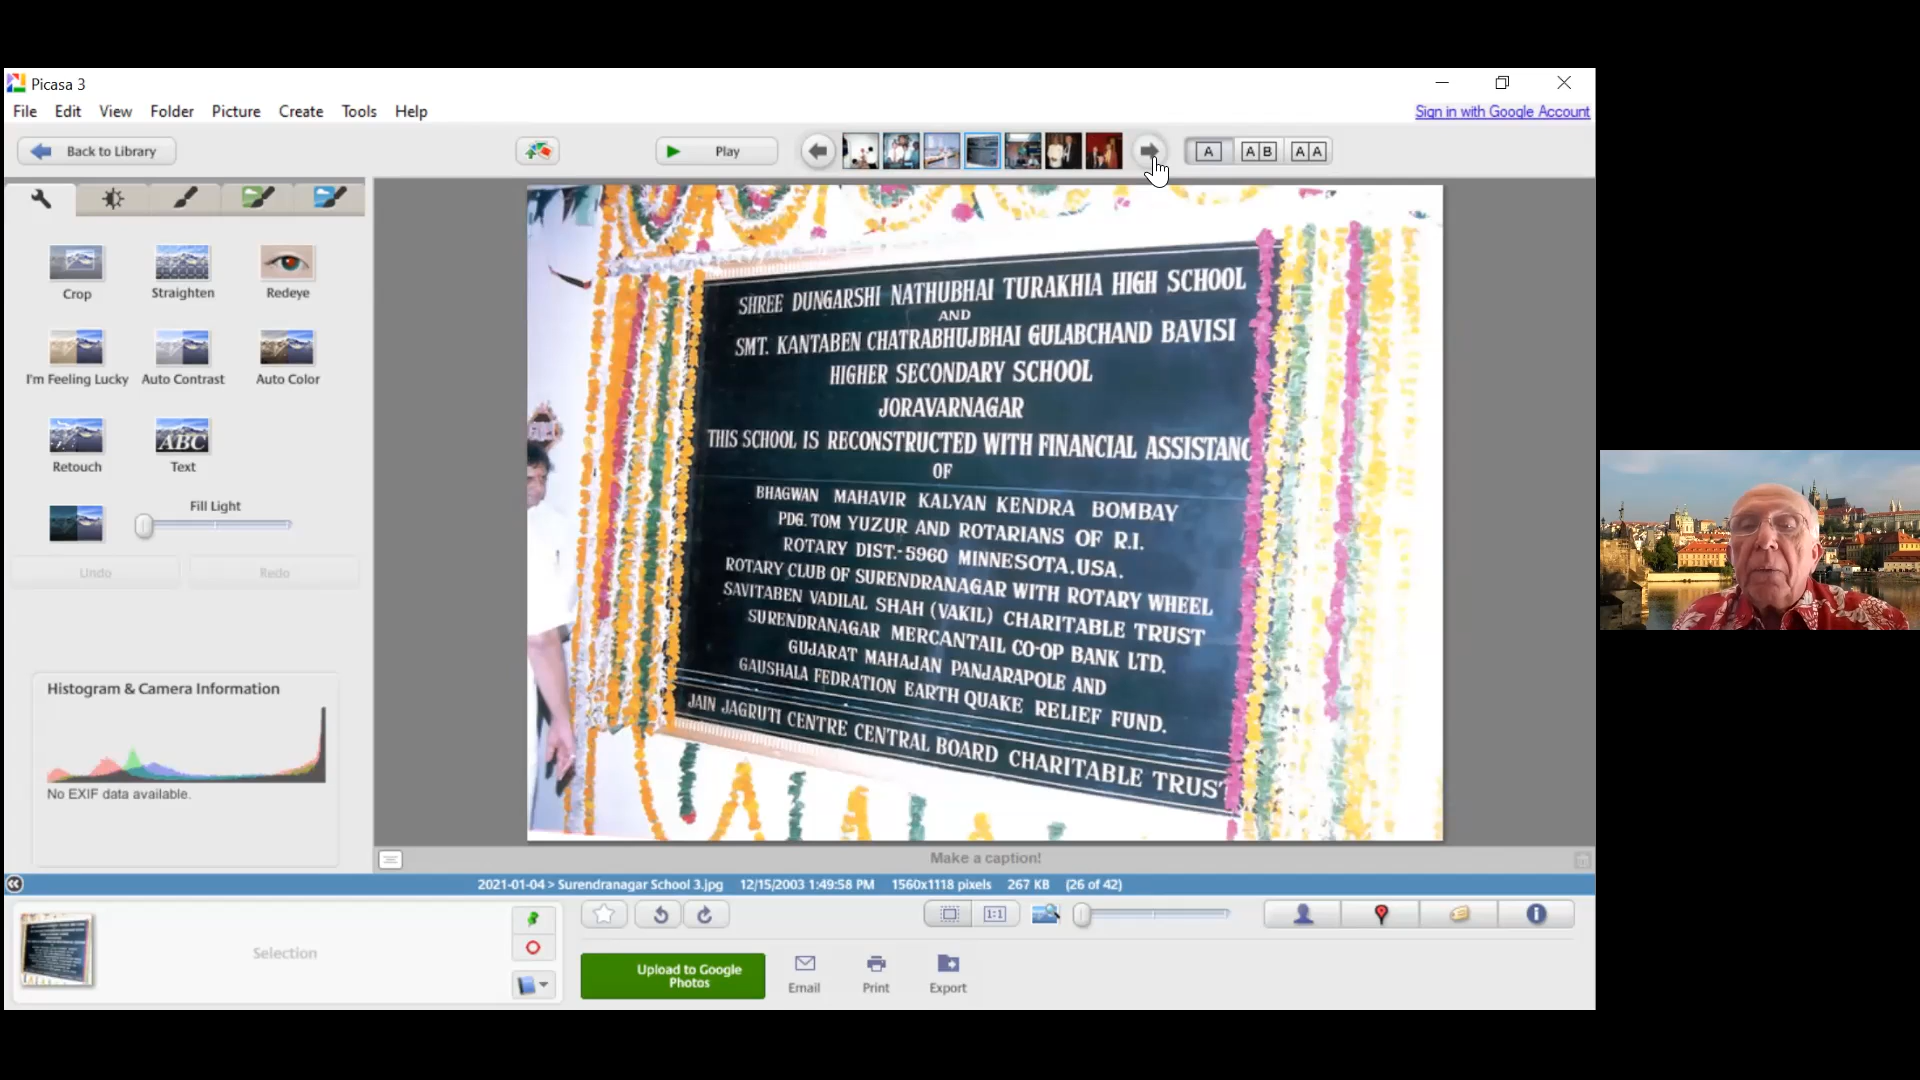 Picasa 3
File Edit View Folder Picture Create Tools Help
Sign in with Google Account
Back to Library
Play
A AB AA
Crop Straighten Redeye
I'm Feeling Lucky Auto Contrast Auto Color
Retouch Text
ABC
Fill Light
Undo Redo
Histogram & Camera Information
No EXIF data available.
SHREE DUNGARSHI NATHUBHAI TURAKHIA HIGH SCHOOL
AND
SMT. KANTABEN CHATRABHUJBHAI GULABCHAND BAVISI
HIGHER SECONDARY SCHOOL
JORAVARNAGAR
THIS SCHOOL IS RECONSTRUCTED WITH FINANCIAL ASSISTANC
OF
BHAGWAN MAHAVIR KALYAN KENDRA BOMBAY
PDG. TOM YUZUR AND ROTARIANS OF R.I.
ROTARY DIST.-5960 MINNESOTA.USA.
ROTARY CLUB OF SURENDRANAGAR WITH ROTARY WHEEL
SAVITABEN VADILAL SHAH (VAKIL) CHARITABLE TRUST
SURENDRANAGAR MERCANTAIL CO-OP BANK LTD.
GUJARAT MAHAJAN PANJARAPOLE AND
GAUSHALA FEDRATION EARTH QUAKE RELIEF FUND.
JAIN JAGRUTI CENTRE CENTRAL BOARD CHARITABLE TRUST
Make a caption!
2021-01-04 > Surendranagar School 3.jpg 12/15/2003 1:49:58 PM 1560x1118 pixels 267 KB (26 of 42)
Selection
1:1
Upload to Google
Photos
Email Print Export